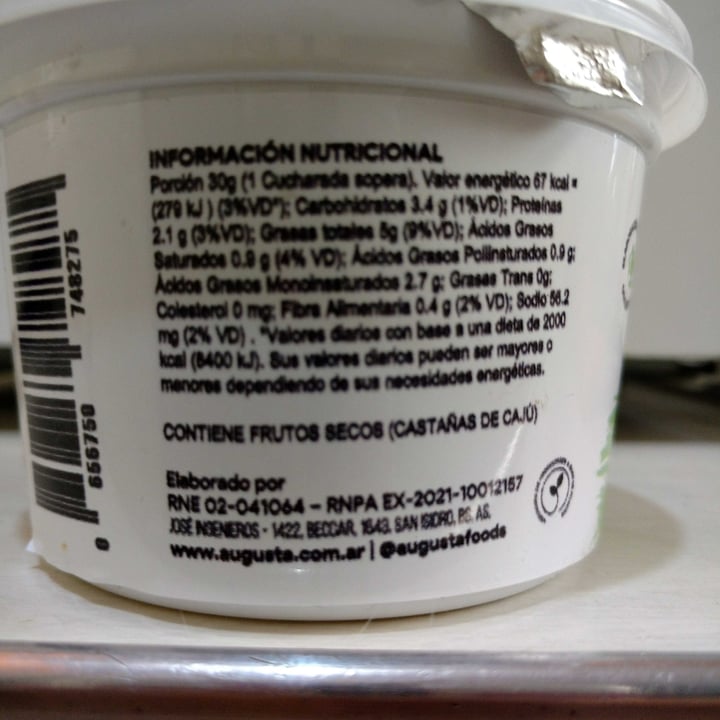 INFORMACIÓN NUTRICIONAL
Porción 30g (1 Cucharada sopera). Valor energético 67 kcal =
(279 kJ) (3%VD*); Carbohidratos 3.4 g (1%VD); Proteínas
2.1 g (3%VD); Grasas totales 5g (9%VD); Ácidos Grasos
Saturados 0.9 g (4% VD); Ácidos Grasos Poliinsturados 0.9 g;
Ácidos Grasos Monoinsaturados 2.7 g; Grasas Trans 0g;
Colesterol 0 mg; Fibra Alimentaria 0.4 g (2% VD); Sodio 56.2
mg (2% VD) . *Valores diarios con base a una dieta de 2000
kcal (8400 kJ). Sus valores diarios pueden ser mayores o
menores dependiendo de sus necesidades energéticas.
CONTIENE FRUTOS SECOS (CASTAÑAS DE CAJÚ)
Elaborado por
RNE 02-041064 – RNPA EX-2021-10012157
JOSÉ INGENIEROS - 1422, BECCAR, 1643, SAN ISIDRO, BS. AS.
www.augusta.com.ar | @augustafoods
0 656750 748275